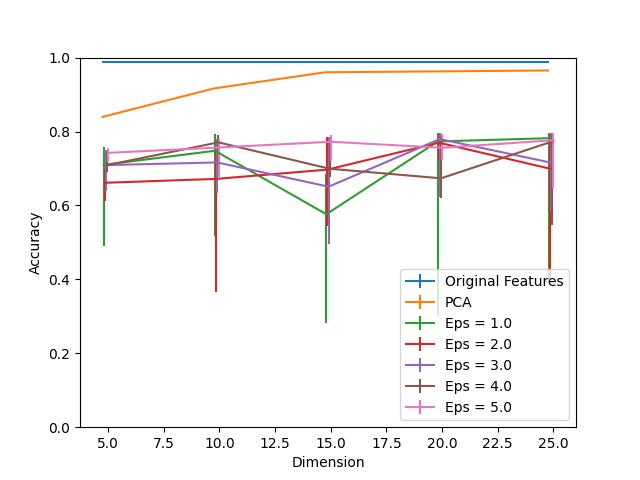 1.0
0.8
0.6
0.4
0.2
0.0
Accuracy
5.0 7.5 10.0 12.5 15.0 17.5 20.0 22.5 25.0
Dimension
Original Features
PCA
Eps = 1.0
Eps = 2.0
Eps = 3.0
Eps = 4.0
Eps = 5.0